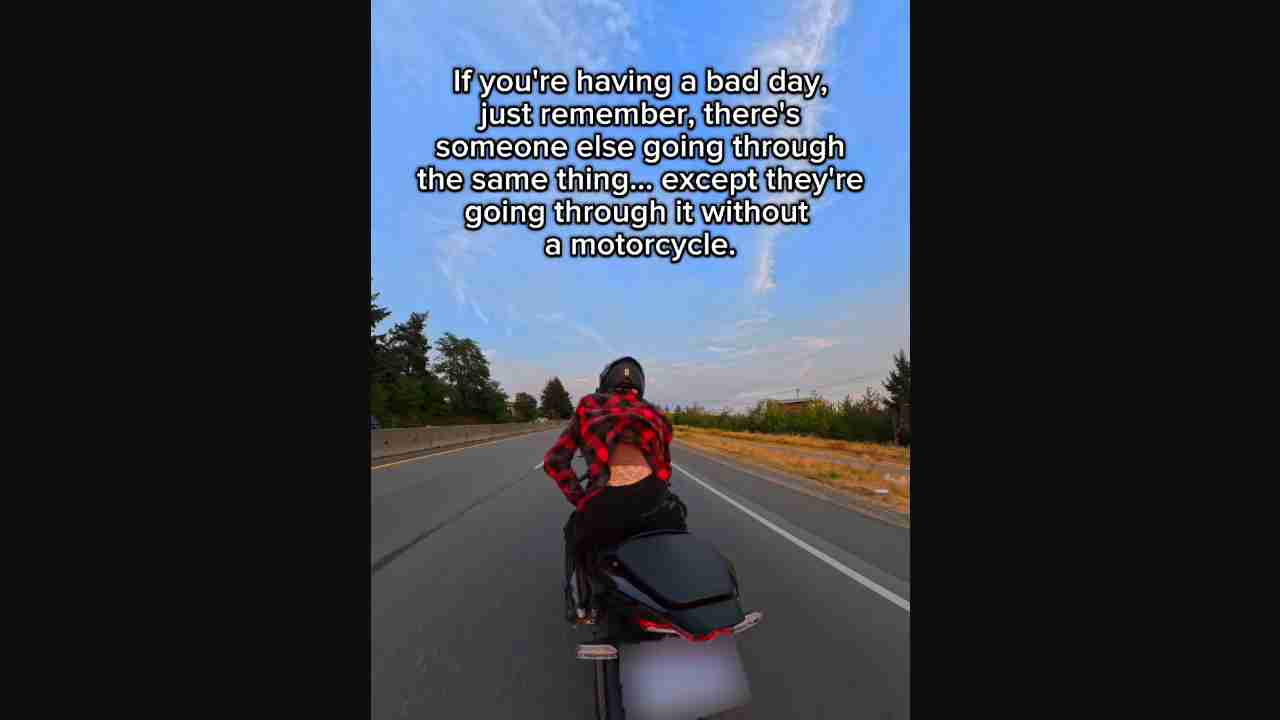 If you're having a bad day,
just remember, there's
someone else going through
the same thing... except they're
going through it without
a motorcycle.